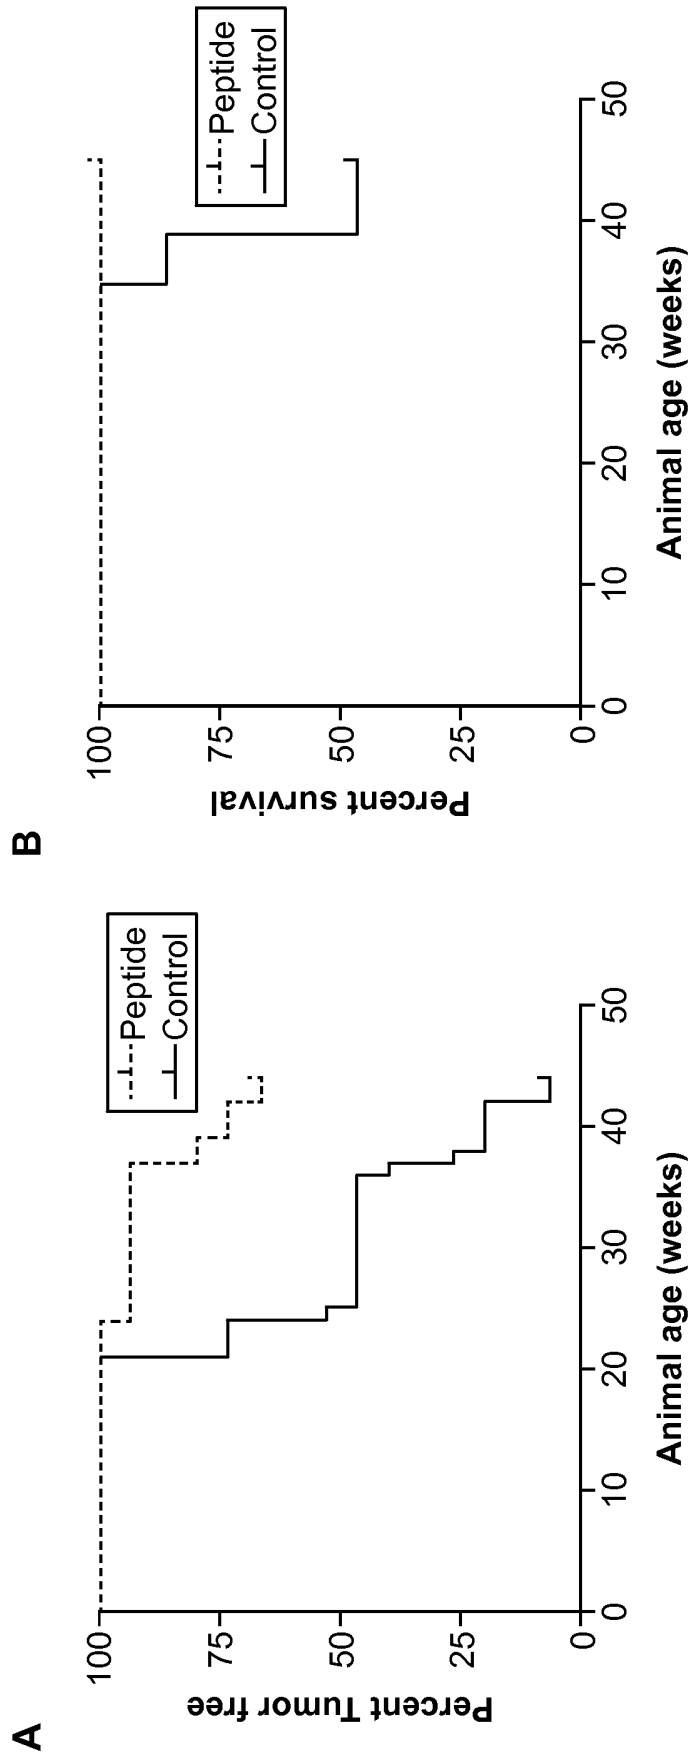 A
Percent Tumor free
100
75
50
25
0
0
10
20
30
40
50
Animal age (weeks)
Peptide
Control
B
Percent survival
100
75
50
25
0
0
10
20
30
40
50
Animal age (weeks)
Peptide
Control